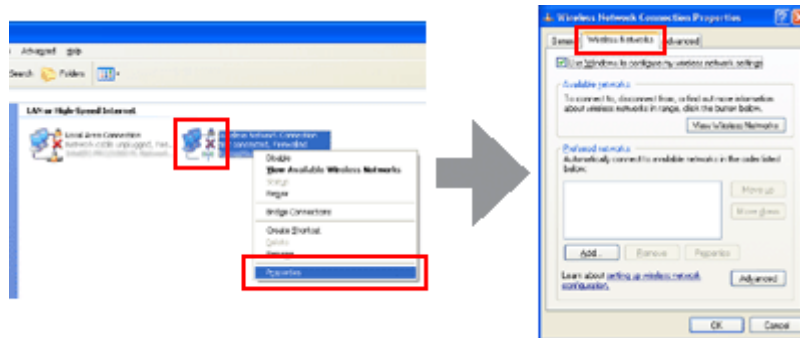 Advanced Help
Search Folders
LAN or High-Speed Internet
Local Area Connection
Network cable unplugged, Fire...
Wireless Network Connection
Not connected, Firewalled
Disable
View Available Wireless Networks
Status
Repair
Bridge Connections
Create Shortcut
Delete
Rename
Properties
Wireless Network Connection Properties
General Wireless Networks Advanced
Use Windows to configure my wireless network settings
Available networks
To connect to, disconnect from, or find out more information
about wireless networks in range, click the button below.
View Wireless Networks
Preferred networks
Automatically connect to available networks in the order listed
below:
Move up
Move down
Add... Remove Properties
Learn about setting up wireless network
configuration.
Advanced
OK Cancel